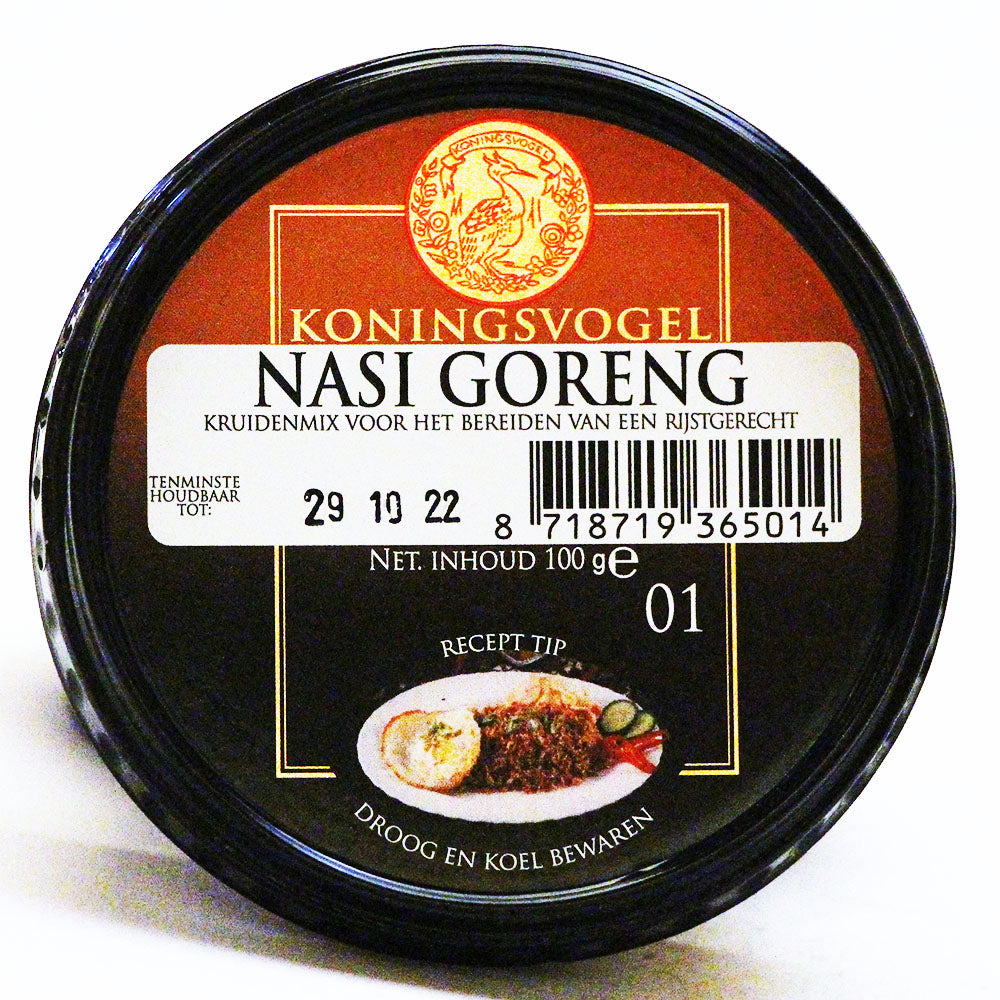 KONINGSVOGEL
KONINGSVOGEL
NASI GORENG
KRUIDENMIX VOOR HET BEREIDEN VAN EEN RIJSTGERECHT
TENMINSTE
HOUDBAAR
TOT:
29 10 22
8 718719 365014
NET. INHOUD 100 g e
01
RECEPT TIP
DROOG EN KOEL BEWAREN